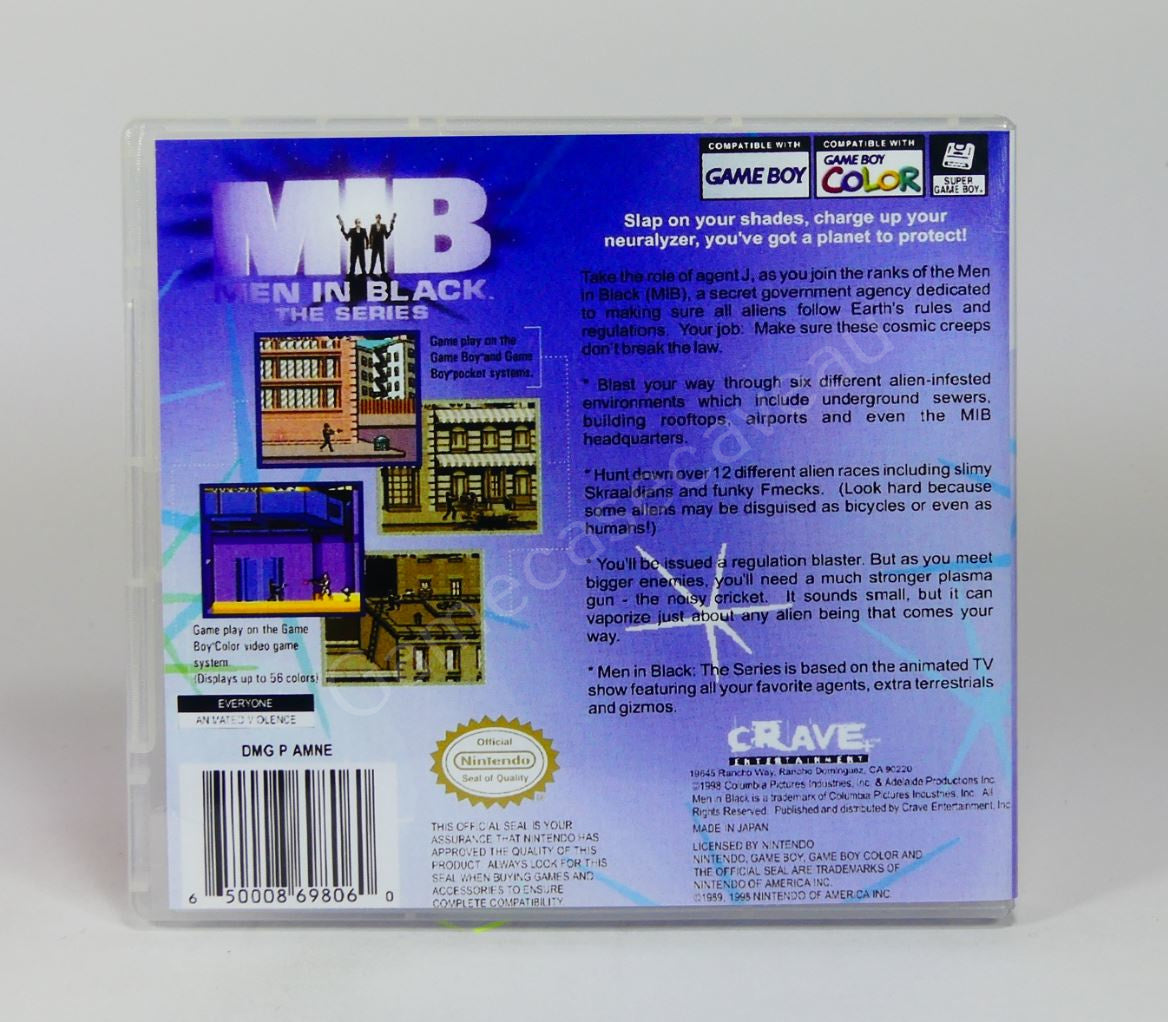 MIB
MEN IN BLACK™
THE SERIES
Game play on the
Game Boy and Game
Boy pocket systems.
Game play on the Game
Boy Color video game
system.
(Displays up to 56 colors)
EVERYONE
ANIMATED VIOLENCE
DMG P AMNE
6 50008 69806 0
COMPATIBLE WITH
GAME BOY
COMPATIBLE WITH
GAME BOY
COLOR
SUPER
GAME BOY®
Slap on your shades, charge up your
neuralyzer, you've got a planet to protect!
Take the role of agent J, as you join the ranks of the Men
in Black (MIB), a secret government agency dedicated
to making sure all aliens follow Earth's rules and
regulations. Your job: Make sure these cosmic creeps
don't break the law.
* Blast your way through six different alien-infested
environments which include underground sewers,
building rooftops, airports and even the MIB
headquarters.
* Hunt down over 12 different alien races including slimy
Skraaldians and funky Fmecks. (Look hard because
some aliens may be disguised as bicycles or even as
humans!)
* You'll be issued a regulation blaster. But as you meet
bigger enemies, you'll need a much stronger plasma
gun - the noisy cricket. It sounds small, but it can
vaporize just about any alien being that comes your
way.
* Men in Black: The Series is based on the animated TV
show featuring all your favorite agents, extra terrestrials
and gizmos.
Official
Nintendo
Seal of Quality
THIS OFFICIAL SEAL IS YOUR
ASSURANCE THAT NINTENDO HAS
APPROVED THE QUALITY OF THIS
PRODUCT. ALWAYS LOOK FOR THIS
SEAL WHEN BUYING GAMES AND
ACCESSORIES TO ENSURE
COMPLETE COMPATIBILITY.
CRAVE
ENTERTAINMENT
19645 Rancho Way, Rancho Dominguez, CA 90220
©1998 Columbia Pictures Industries, Inc. & Adelaide Productions Inc.
Men in Black is a trademark of Columbia Pictures Industries, Inc. All
Rights Reserved. Published and distributed by Crave Entertainment, Inc
MADE IN JAPAN
LICENSED BY NINTENDO
NINTENDO, GAME BOY, GAME BOY COLOR AND
THE OFFICIAL SEAL ARE TRADEMARKS OF
NINTENDO OF AMERICA INC.
©1989, 1998 NINTENDO OF AMERICA INC.